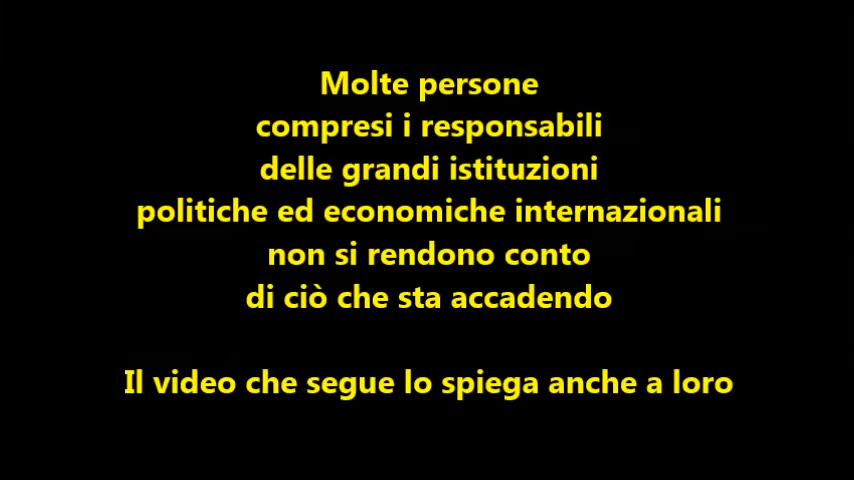 Molte persone
compresi i responsabili
delle grandi istituzioni
politiche ed economiche internazionali
non si rendono conto
di ciò che sta accadendo
Il video che segue lo spiega anche a loro